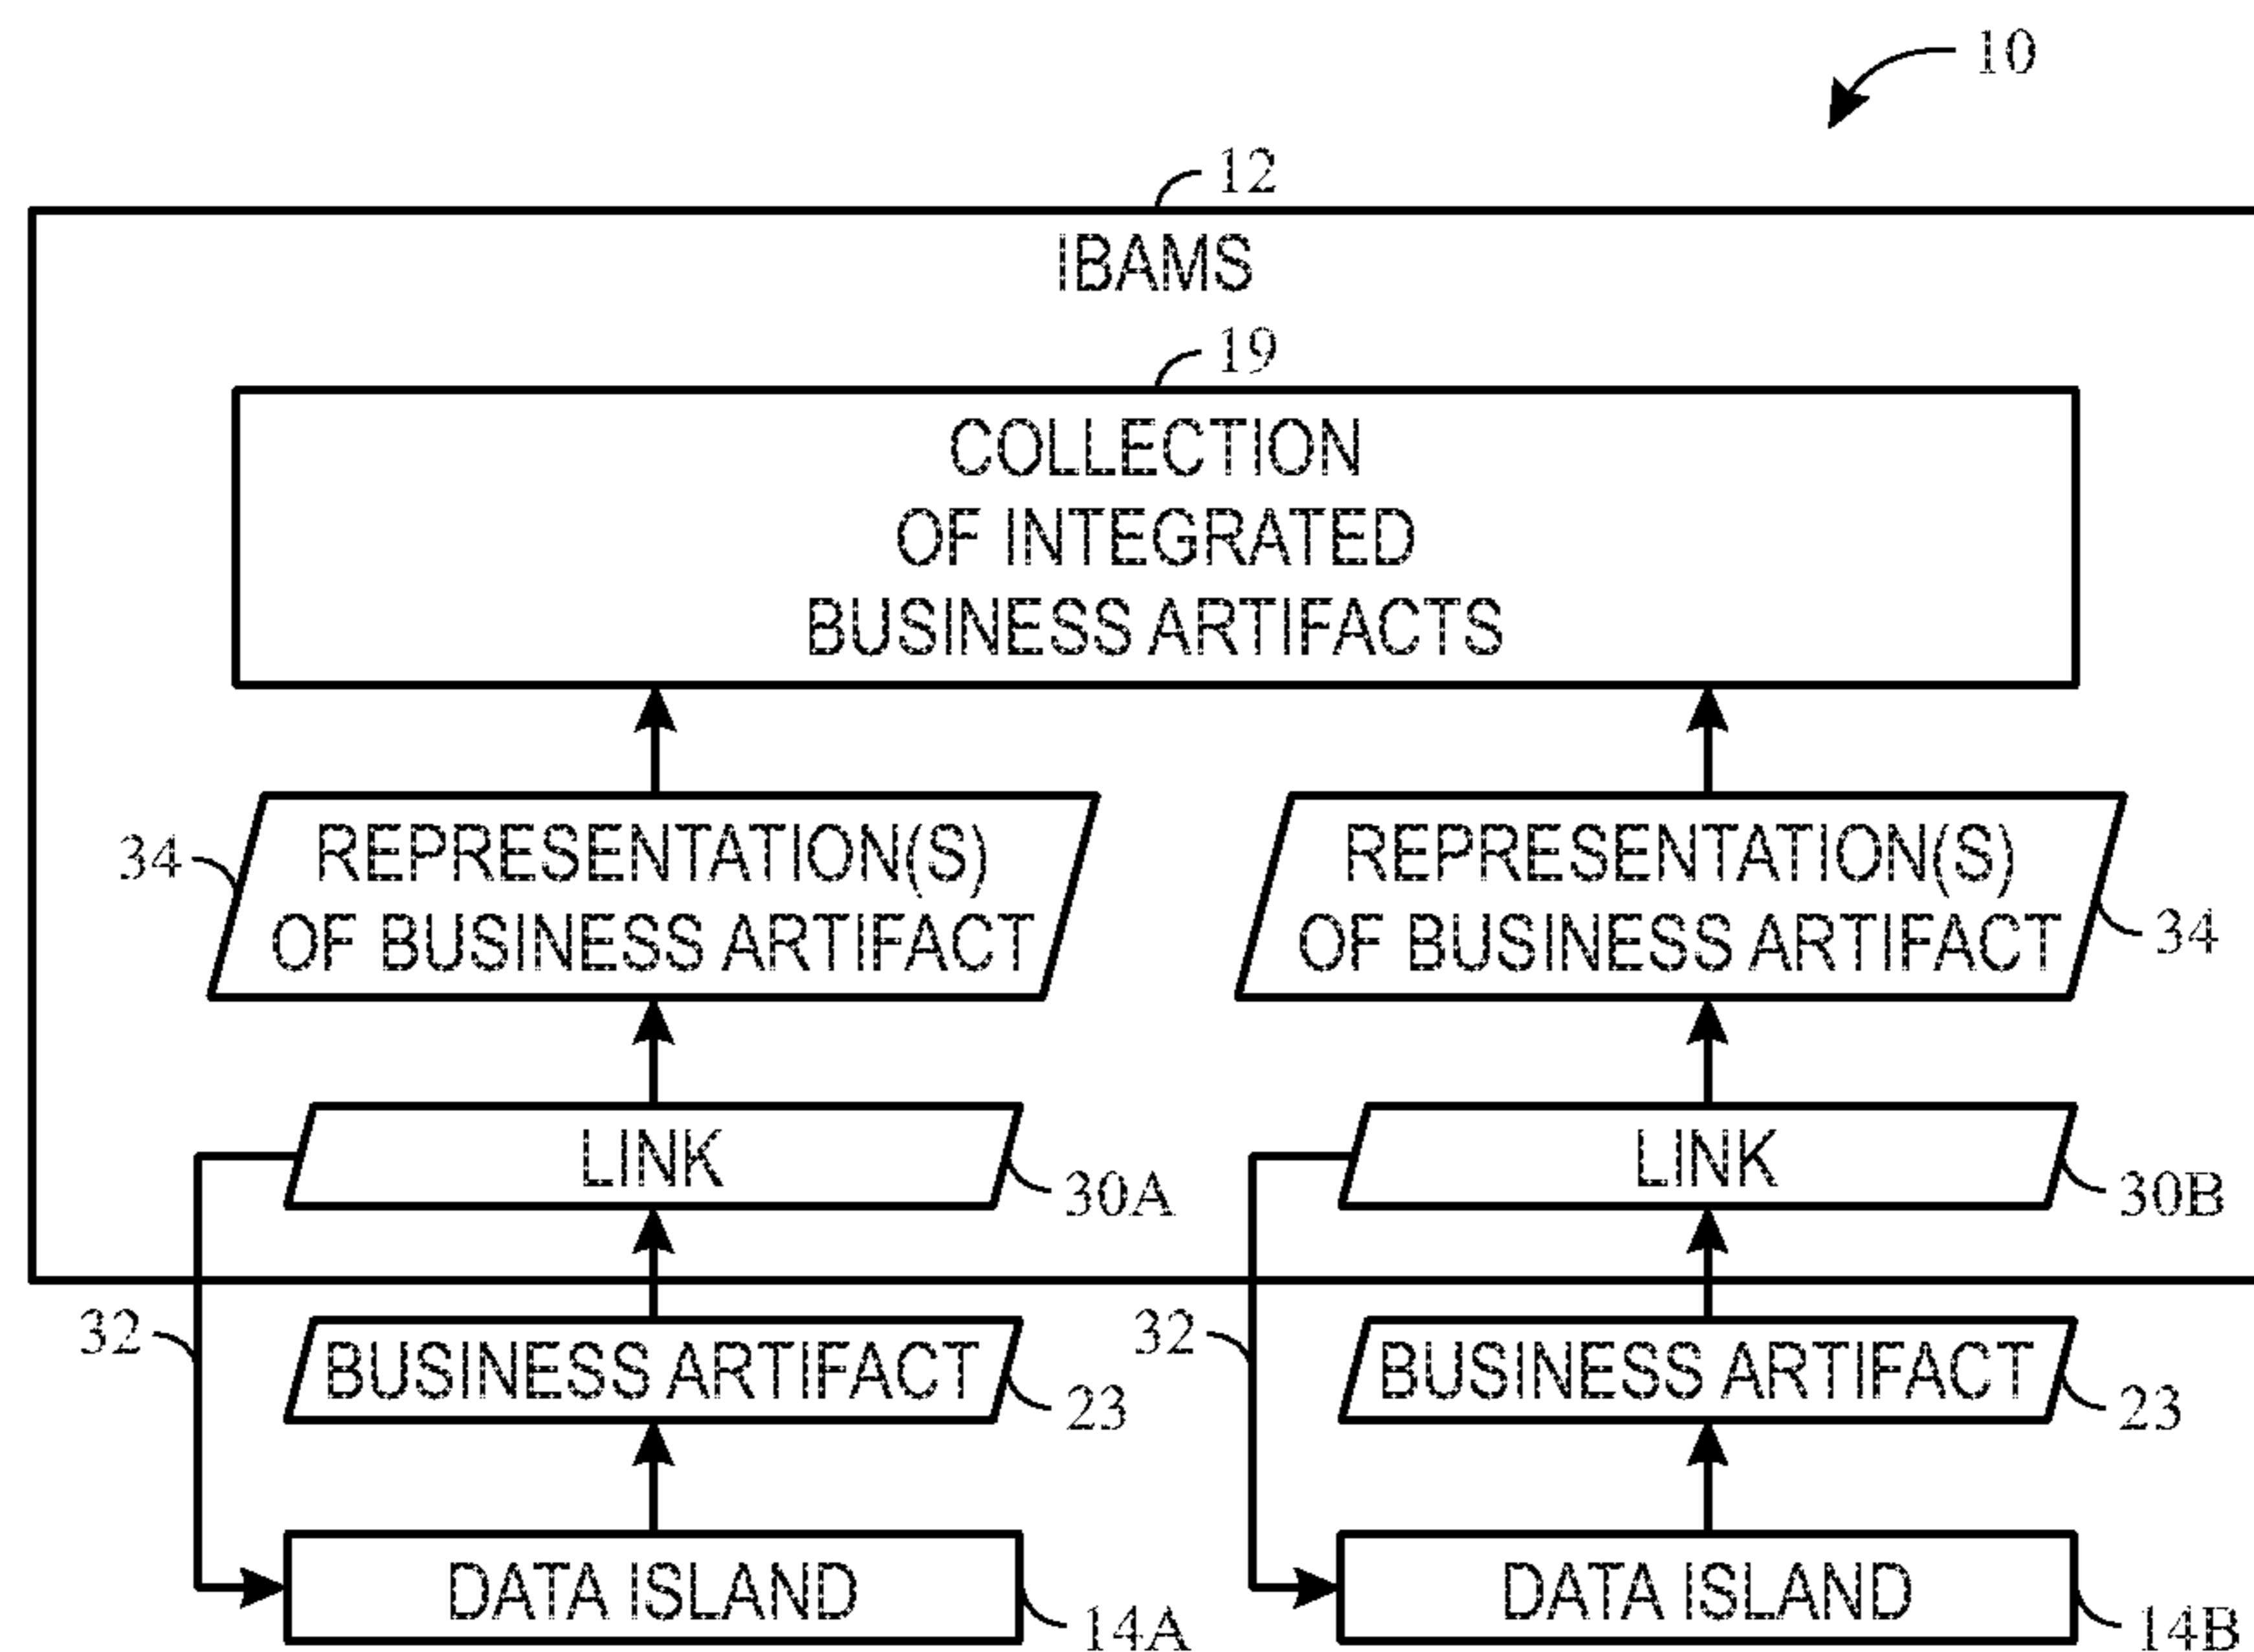 10
12
IBAMS
19
COLLECTION
OF INTEGRATED
BUSINESS ARTIFACTS
34
REPRESENTATION(S)
OF BUSINESS ARTIFACT
REPRESENTATION(S)
OF BUSINESS ARTIFACT
34
LINK
30A
LINK
30B
32
BUSINESS ARTIFACT
23
32
BUSINESS ARTIFACT
23
DATA ISLAND
14A
DATA ISLAND
14B